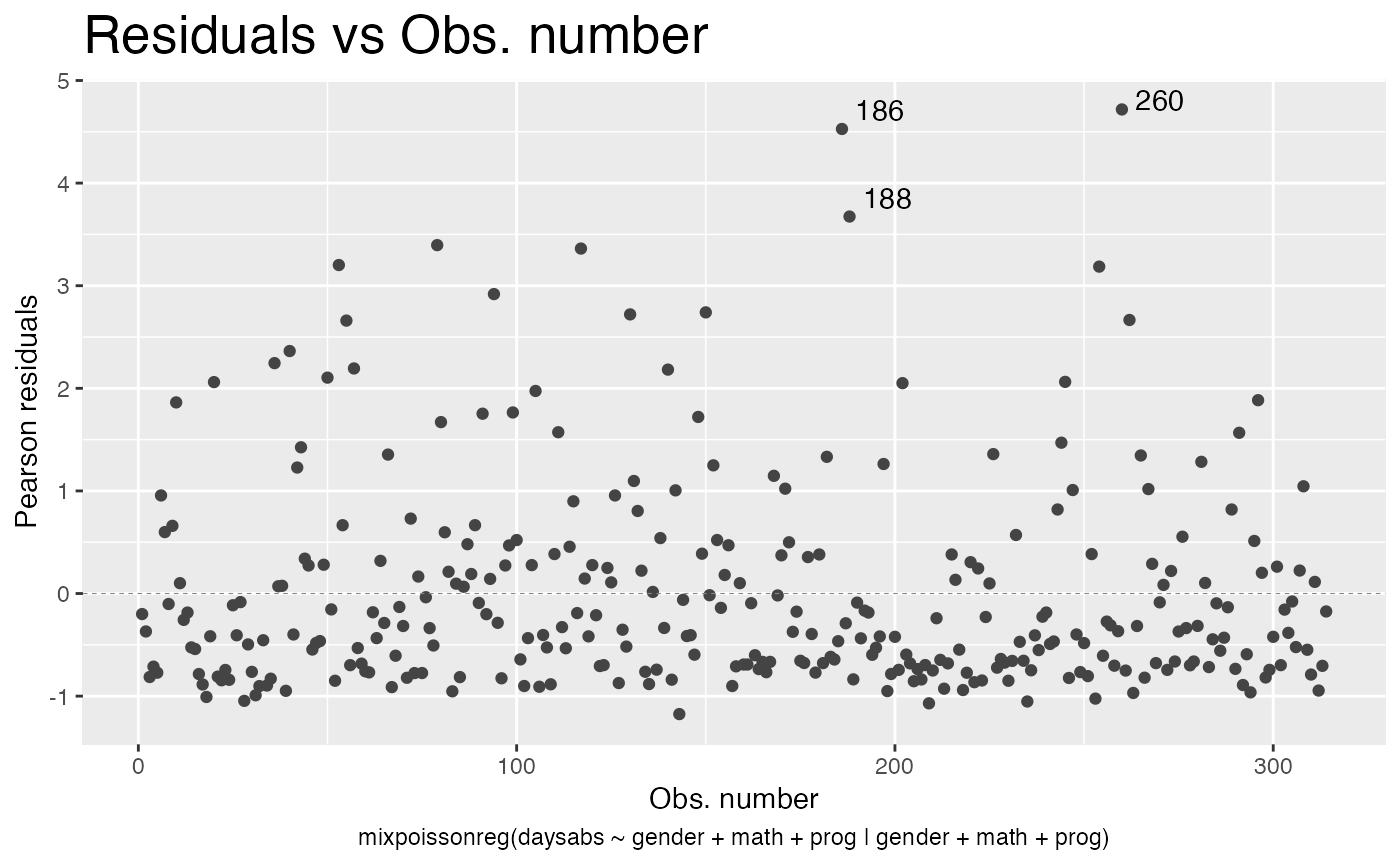 Residuals vs Obs. number
5
186
260
4
188
3
2
1
0
-1
Pearson residuals
0 100 200 300
Obs. number
mixpoissonreg(daysabs ~ gender + math + prog | gender + math + prog)